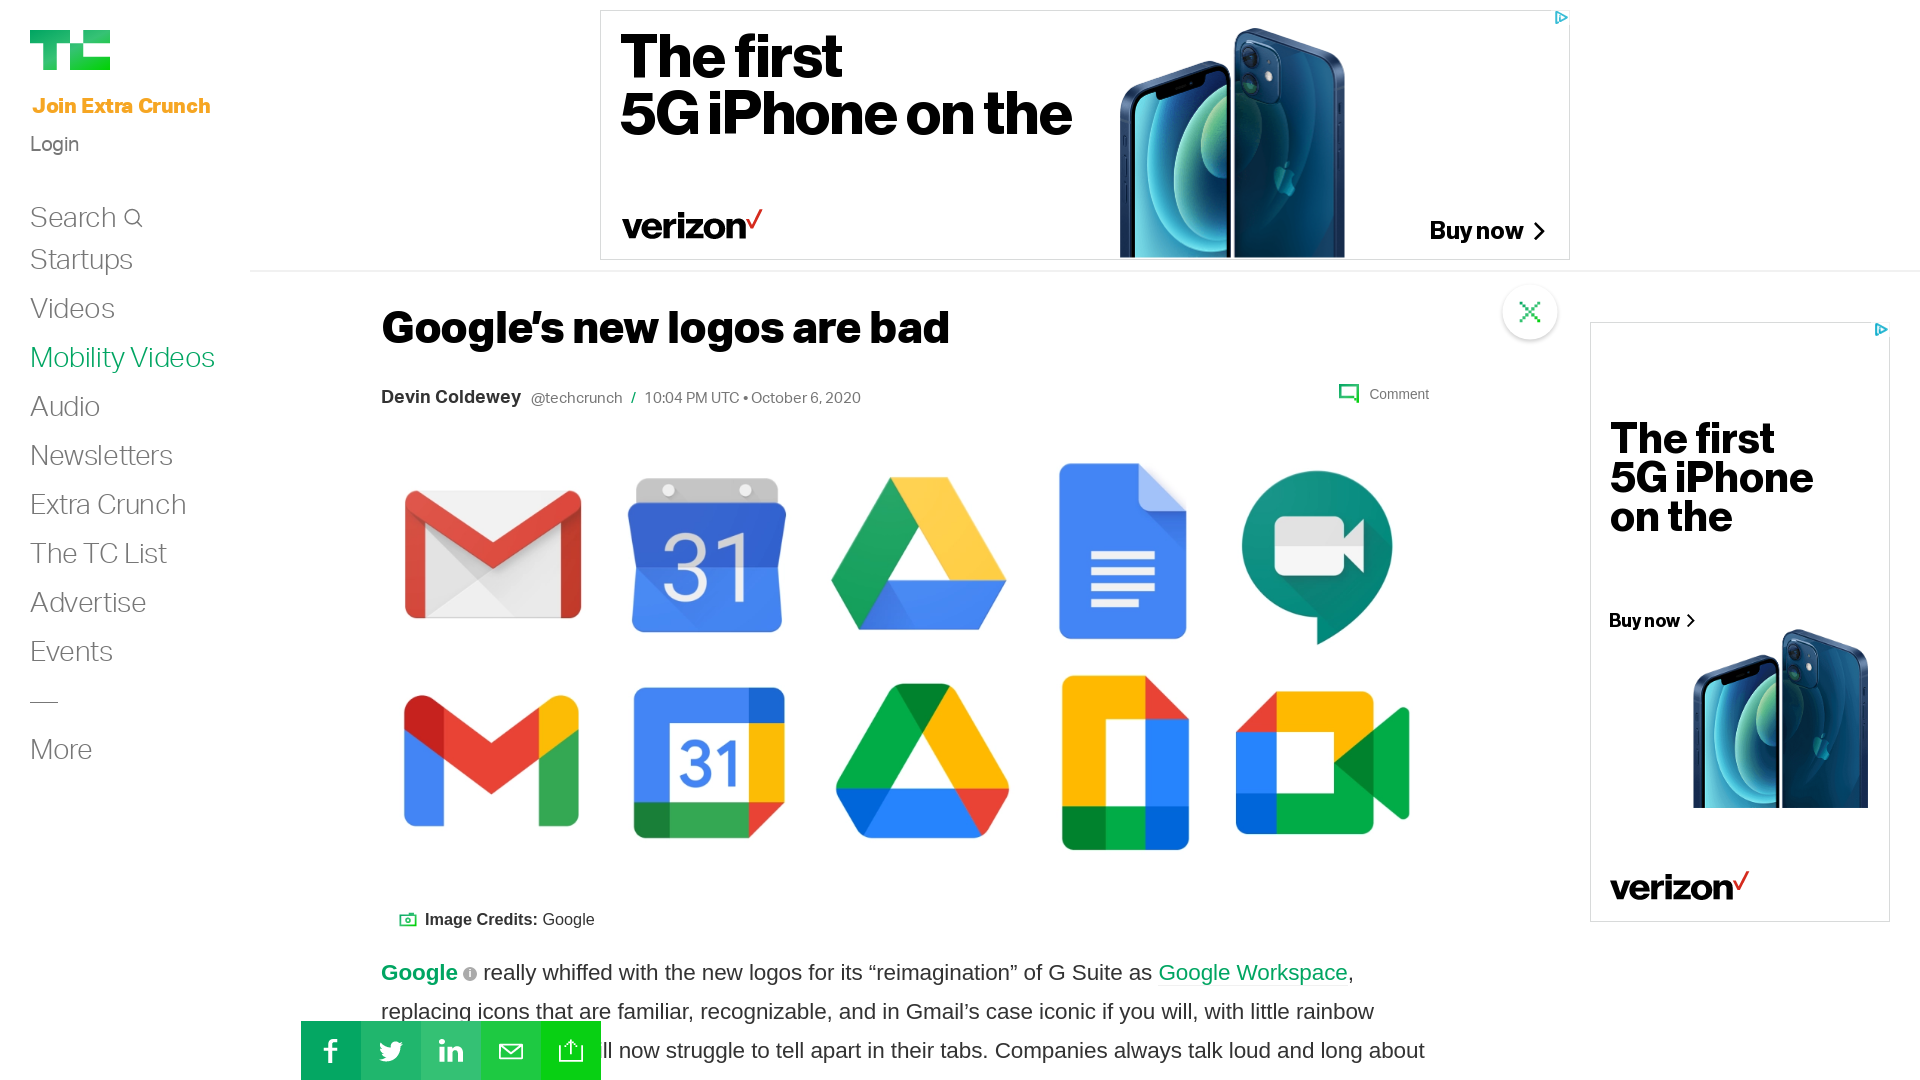 TC
Join Extra Crunch
Login
Search
Startups
Videos
Mobility Videos
Audio
Newsletters
Extra Crunch
The TC List
Advertise
Events
More
The first
5G iPhone on the
verizon
Buy now
Google’s new logos are bad
Devin Coldewey @techcrunch / 10:04 PM UTC • October 6, 2020
Comment
31
31
Image Credits: Google
Google i really whiffed with the new logos for its “reimagination” of G Suite as Google Workspace,
replacing icons that are familiar, recognizable, and in Gmail’s case iconic if you will, with little rainbow
now struggle to tell apart in their tabs. Companies always talk loud and long about
The first
5G iPhone
on the
Buy now
verizon